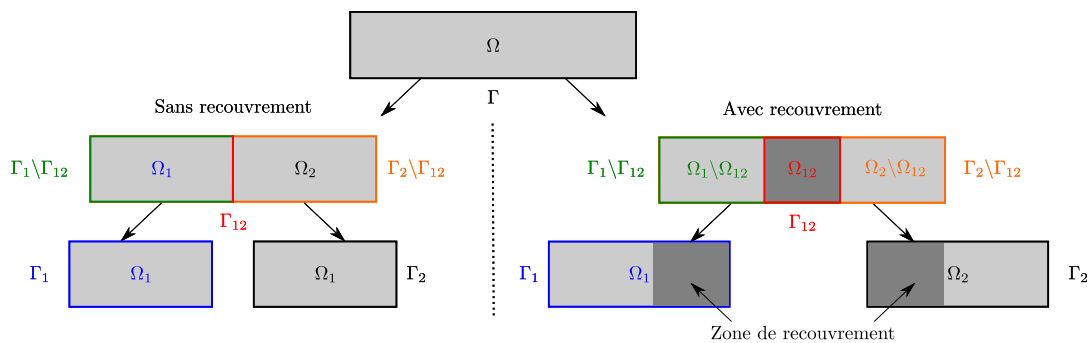 Ω
Γ
Sans recouvrement
Γ₁\Γ₁₂
Ω₁
Ω₂
Γ₂\Γ₁₂
Γ₁₂
Γ₁
Ω₁
Ω₁
Γ₂
Avec recouvrement
Γ₁\Γ₁₂
Ω₁\Ω₁₂
Ω₁₂
Ω₂\Ω₁₂
Γ₂\Γ₁₂
Γ₁₂
Γ₁
Ω₁
Ω₂
Γ₂
Zone de recouvrement